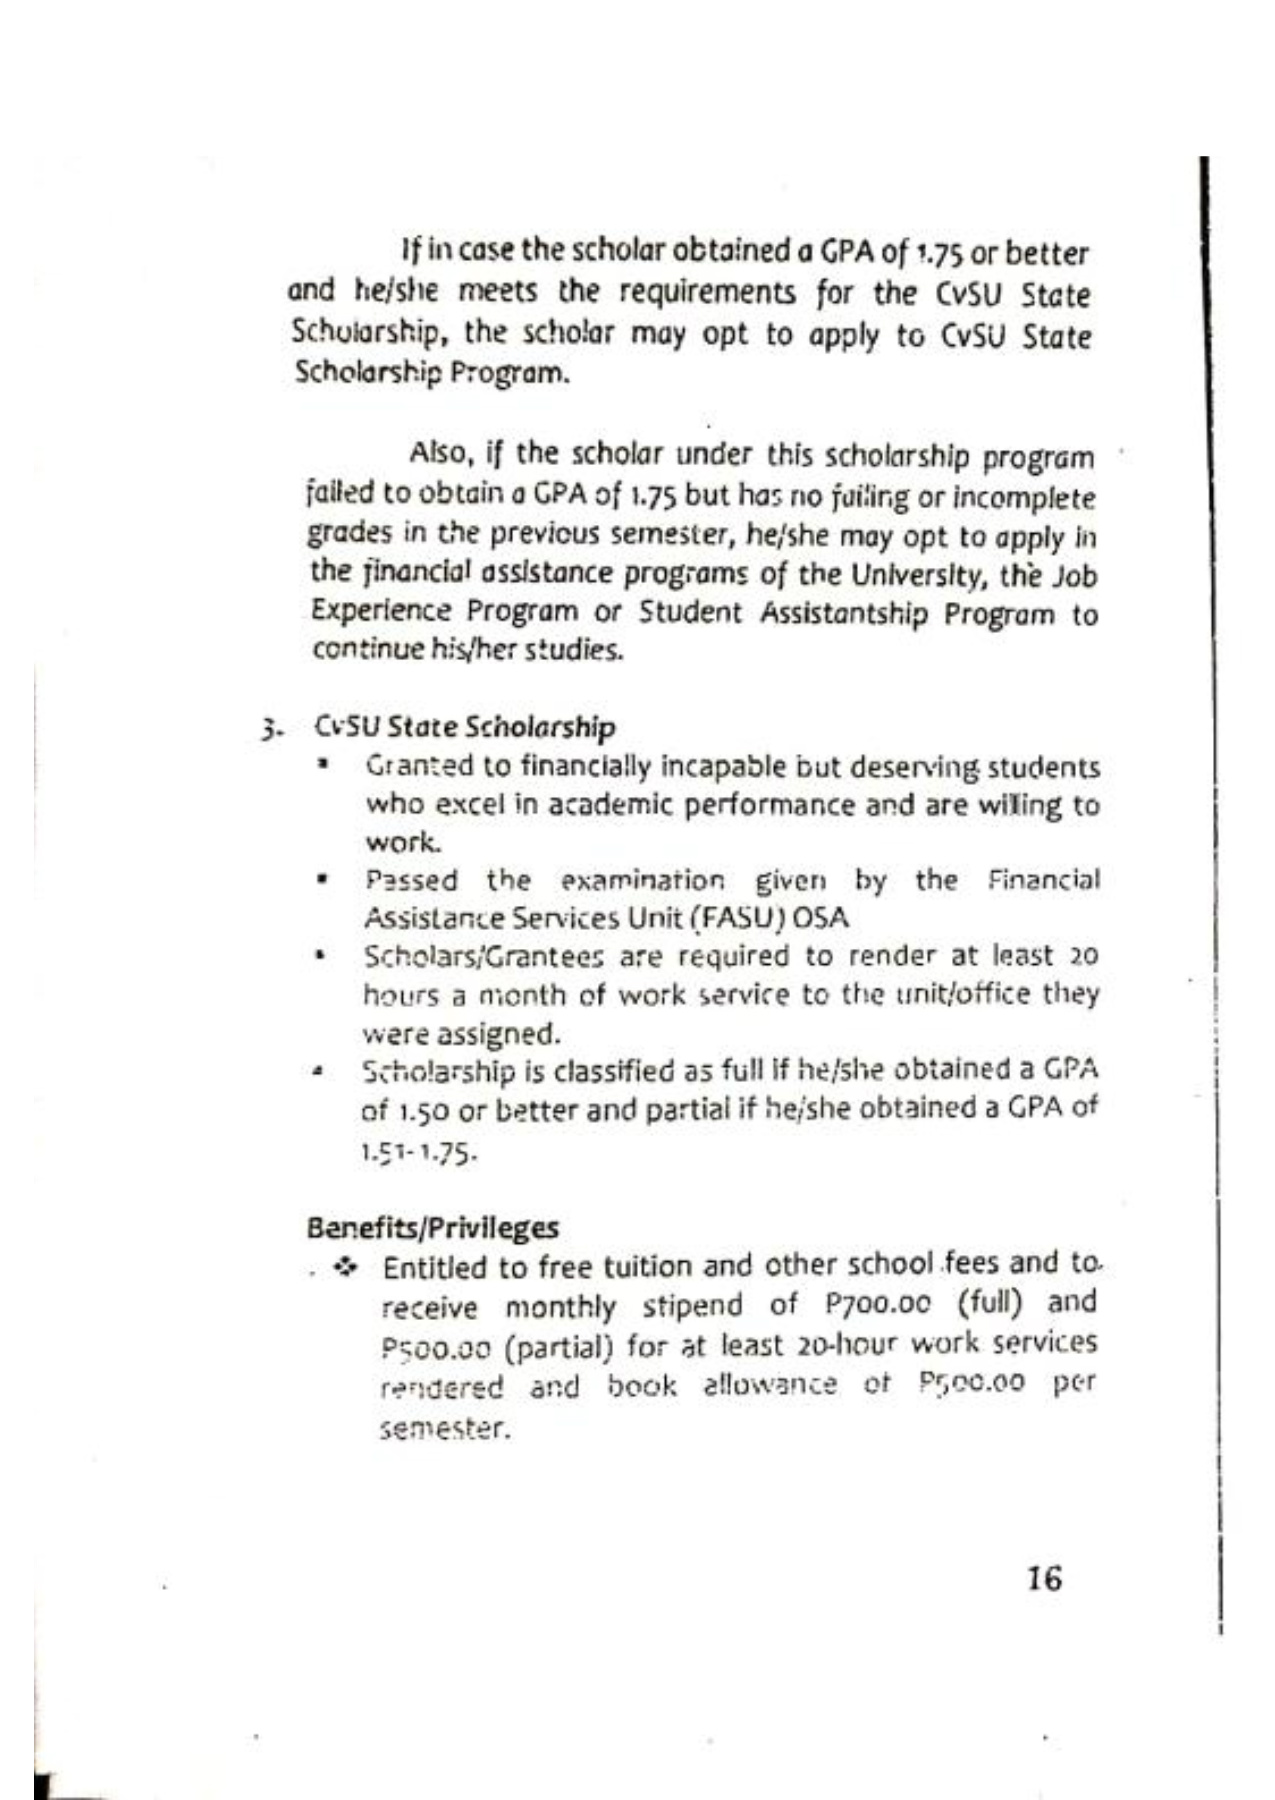 If in case the scholar obtained a GPA of 1.75 or better
and he/she meets the requirements for the CvSU State
Scholarship, the scholar may opt to apply to CvSU State
Scholarship Program.
Also, if the scholar under this scholarship program
failed to obtain a GPA of 1.75 but has no failing or incomplete
grades in the previous semester, he/she may opt to apply in
the financial assistance programs of the University, the Job
Experience Program or Student Assistantship Program to
continue his/her studies.
3. CvSU State Scholarship
▪ Granted to financially incapable but deserving students
who excel in academic performance and are willing to
work.
▪ Passed the examination given by the Financial
Assistance Services Unit (FASU) OSA
▪ Scholars/Grantees are required to render at least 20
hours a month of work service to the unit/office they
were assigned.
▪ Scholarship is classified as full if he/she obtained a GPA
of 1.50 or better and partial if he/she obtained a GPA of
1.51-1.75.
Benefits/Privileges
❖ Entitled to free tuition and other school fees and to
receive monthly stipend of P700.00 (full) and
P500.00 (partial) for at least 20-hour work services
rendered and book allowance of P500.00 per
semester.
16